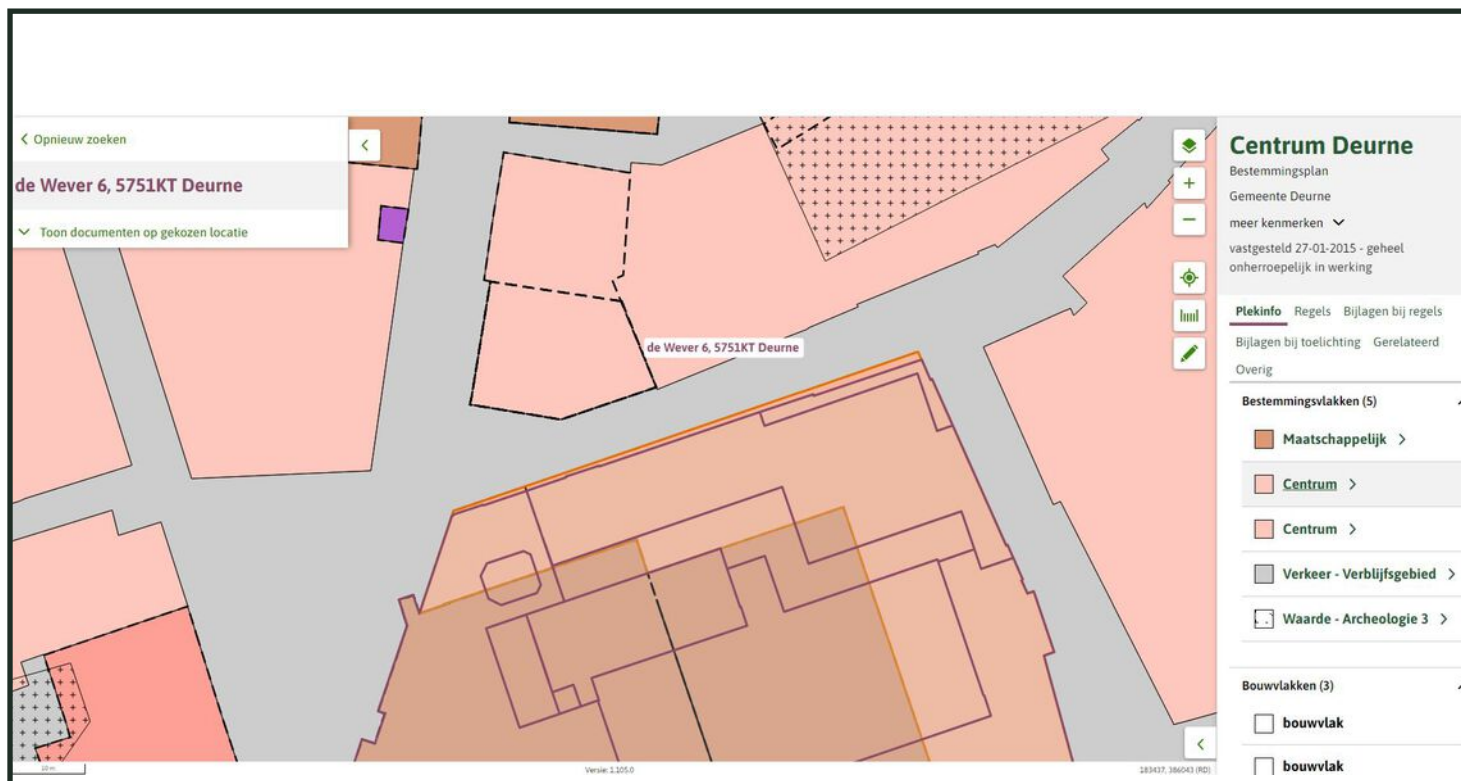 Opnieuw zoeken
de Wever 6, 5751KT Deurne
Toon documenten op gekozen locatie
de Wever 6, 5751KT Deurne
10 m
Versie: 1.105.0
183437, 386043 (RD)
Centrum Deurne
Bestemmingsplan
Gemeente Deurne
meer kenmerken
vastgesteld 27-01-2015 - geheel
onherroepelijk in werking
Plekinfo Regels Bijlagen bij regels
Bijlagen bij toelichting Gerelateerd
Overig
Bestemmingsvlakken (5)
Maatschappelijk
Centrum
Centrum
Verkeer - Verblijfsgebied
Waarde - Archeologie 3
Bouwvlakken (3)
bouwvlak
bouwvlak